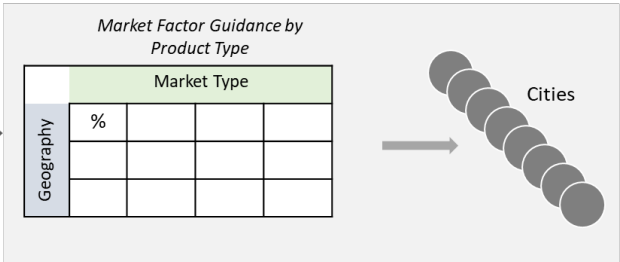 Market Factor Guidance by
Product Type
Market Type
Cities
Geography
%